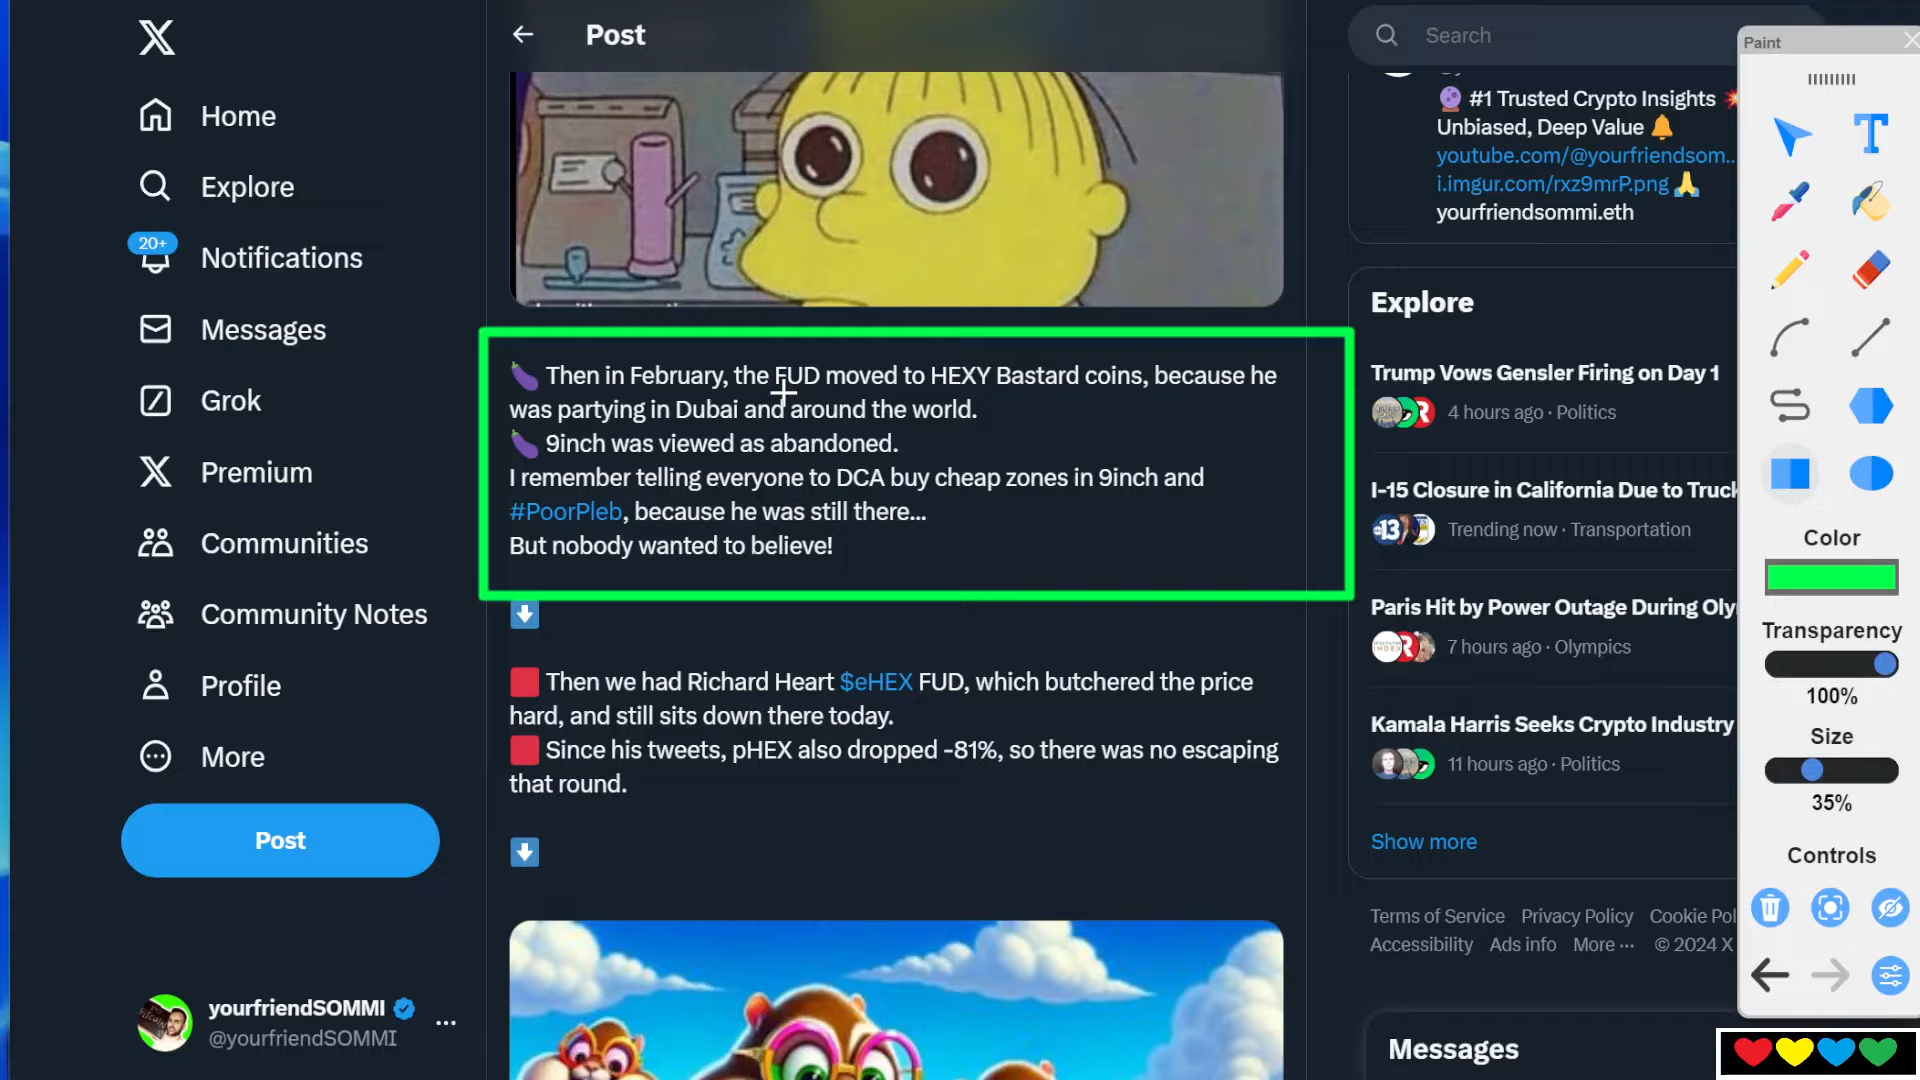 Home
Explore
20+
Notifications
Messages
Grok
Premium
Communities
Community Notes
Profile
More
Post
yourfriendSOMMI
@yourfriendSOMMI
Post
Then in February, the FUD moved to HEXY Bastard coins, because he
was partying in Dubai and around the world.
9inch was viewed as abandoned.
I remember telling everyone to DCA buy cheap zones in 9inch and
#PoorPleb, because he was still there...
But nobody wanted to believe!
Then we had Richard Heart $eHEX FUD, which butchered the price
hard, and still sits down there today.
Since his tweets, pHEX also dropped -81%, so there was no escaping
that round.
Search
#1 Trusted Crypto Insights
Unbiased, Deep Value
youtube.com/@yourfriendsom...
i.imgur.com/rxz9mrP.png
yourfriendsommi.eth
Explore
Trump Vows Gensler Firing on Day 1
4 hours ago · Politics
I-15 Closure in California Due to Truck
Trending now · Transportation
Paris Hit by Power Outage During Oly
7 hours ago · Olympics
Kamala Harris Seeks Crypto Industry
11 hours ago · Politics
Show more
Terms of Service Privacy Policy Cookie Pol
Accessibility Ads info More ··· © 2024 X
Messages
Paint
Color
Transparency
100%
Size
35%
Controls